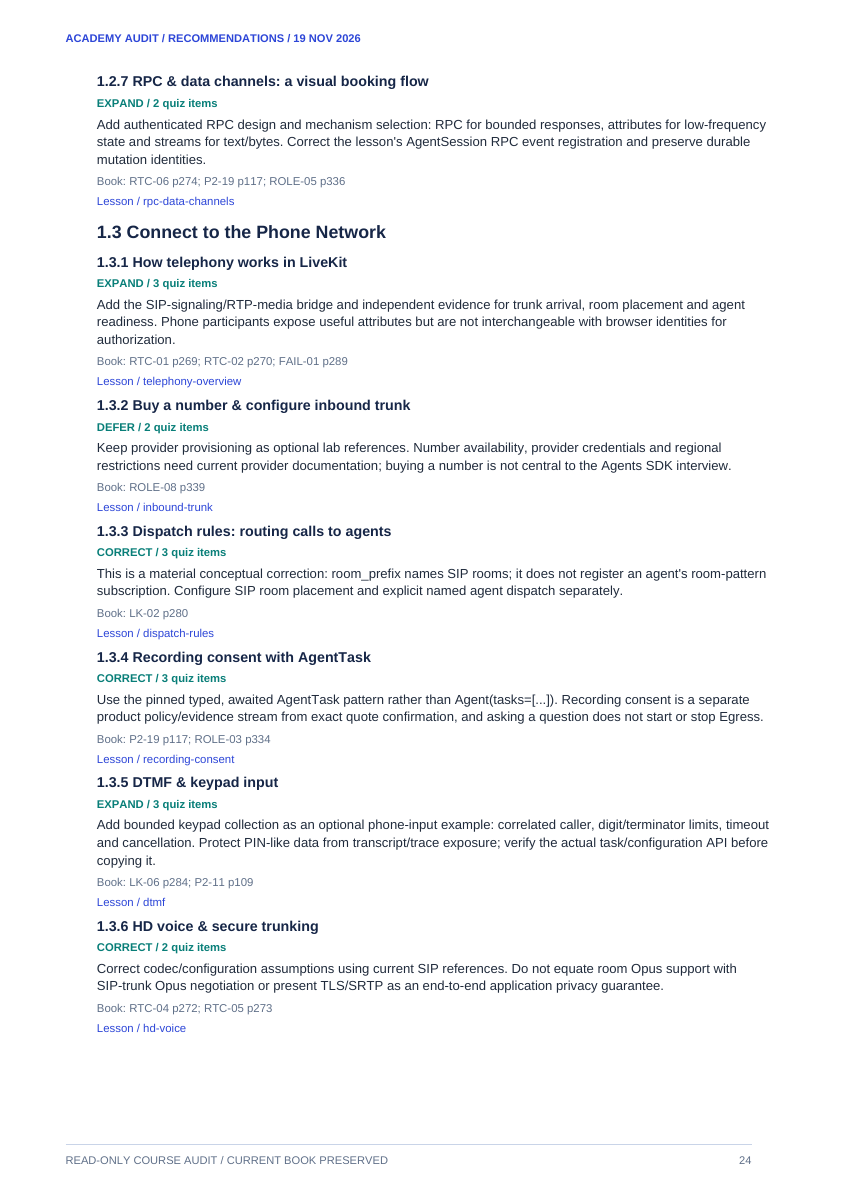 ACADEMY AUDIT / RECOMMENDATIONS / 19 NOV 2026
1.2.7 RPC & data channels: a visual booking flow
EXPAND / 2 quiz items
Add authenticated RPC design and mechanism selection: RPC for bounded responses, attributes for low-frequency
state and streams for text/bytes. Correct the lesson's AgentSession RPC event registration and preserve durable
mutation identities.
Book: RTC-06 p274; P2-19 p117; ROLE-05 p336
Lesson / rpc-data-channels
1.3 Connect to the Phone Network
1.3.1 How telephony works in LiveKit
EXPAND / 3 quiz items
Add the SIP-signaling/RTP-media bridge and independent evidence for trunk arrival, room placement and agent
readiness. Phone participants expose useful attributes but are not interchangeable with browser identities for
authorization.
Book: RTC-01 p269; RTC-02 p270; FAIL-01 p289
Lesson / telephony-overview
1.3.2 Buy a number & configure inbound trunk
DEFER / 2 quiz items
Keep provider provisioning as optional lab references. Number availability, provider credentials and regional
restrictions need current provider documentation; buying a number is not central to the Agents SDK interview.
Book: ROLE-08 p339
Lesson / inbound-trunk
1.3.3 Dispatch rules: routing calls to agents
CORRECT / 3 quiz items
This is a material conceptual correction: room_prefix names SIP rooms; it does not register an agent's room-pattern
subscription. Configure SIP room placement and explicit named agent dispatch separately.
Book: LK-02 p280
Lesson / dispatch-rules
1.3.4 Recording consent with AgentTask
CORRECT / 3 quiz items
Use the pinned typed, awaited AgentTask pattern rather than Agent(tasks=[...]). Recording consent is a separate
product policy/evidence stream from exact quote confirmation, and asking a question does not start or stop Egress.
Book: P2-19 p117; ROLE-03 p334
Lesson / recording-consent
1.3.5 DTMF & keypad input
EXPAND / 3 quiz items
Add bounded keypad collection as an optional phone-input example: correlated caller, digit/terminator limits, timeout
and cancellation. Protect PIN-like data from transcript/trace exposure; verify the actual task/configuration API before
copying it.
Book: LK-06 p284; P2-11 p109
Lesson / dtmf
1.3.6 HD voice & secure trunking
CORRECT / 2 quiz items
Correct codec/configuration assumptions using current SIP references. Do not equate room Opus support with
SIP-trunk Opus negotiation or present TLS/SRTP as an end-to-end application privacy guarantee.
Book: RTC-04 p272; RTC-05 p273
Lesson / hd-voice
READ-ONLY COURSE AUDIT / CURRENT BOOK PRESERVED
24